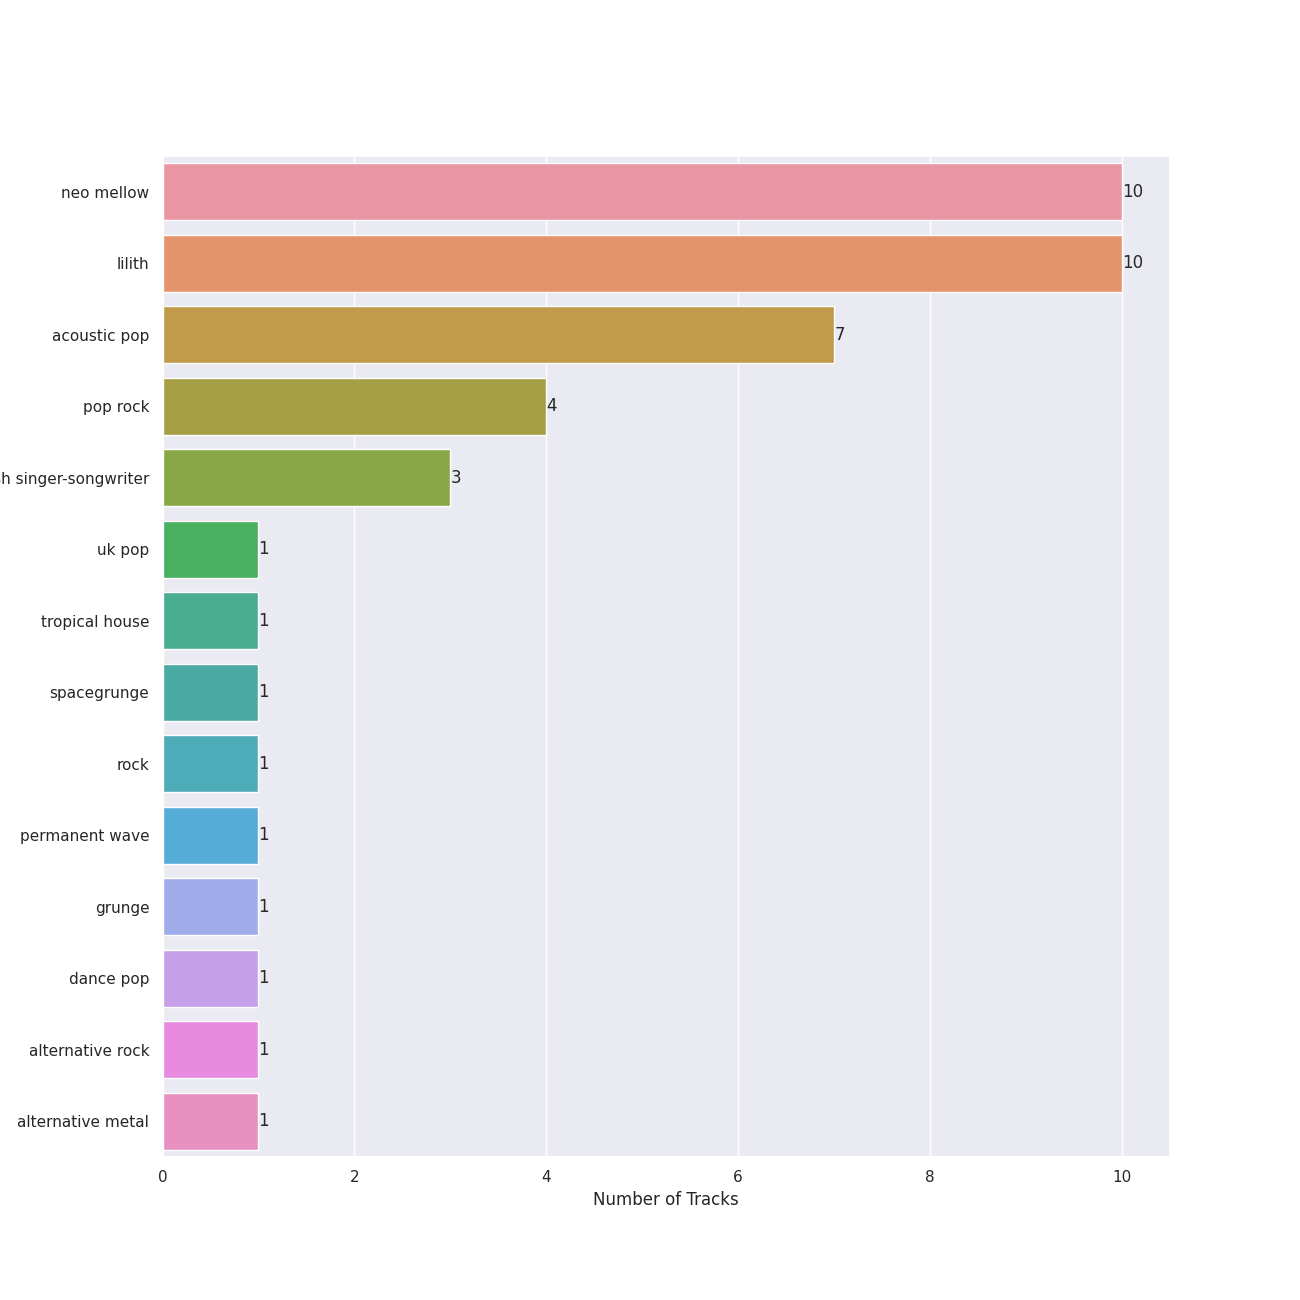 neo mellow 10
lilith 10
acoustic pop 7
pop rock 4
h singer-songwriter 3
uk pop 1
tropical house 1
spacegrunge 1
rock 1
permanent wave 1
grunge 1
dance pop 1
alternative rock 1
alternative metal 1
0 2 4 6 8 10
Number of Tracks